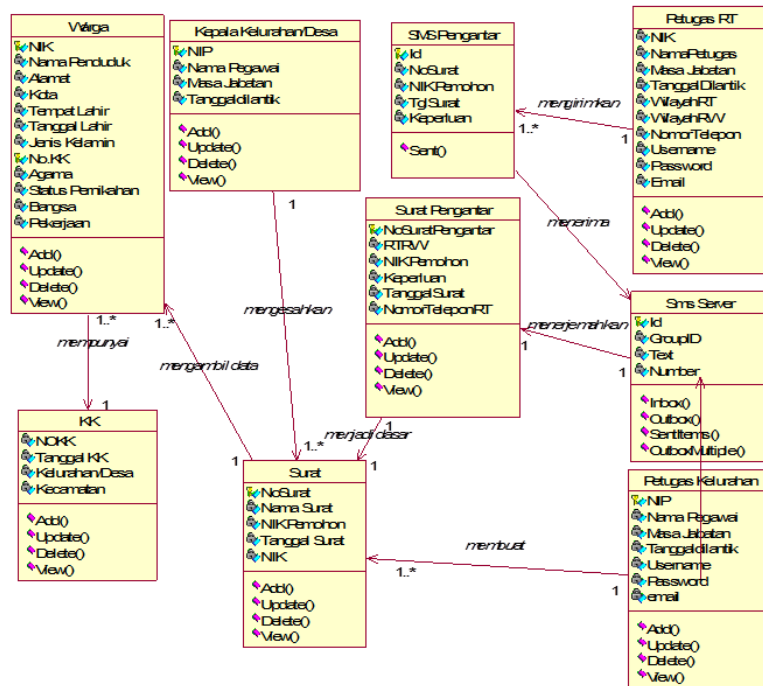 Warga
NIK
Nama Penduduk
Alamat
Kota
Tempat Lahir
Tanggal Lahir
Jenis Kelamin
No.KK
Agama
Status Pernikahan
Bangsa
Pekerjaan
Add()
Update()
Delete()
View()
Kepala Kelurahan/Desa
NIP
Nama Pegawai
Masa Jabatan
Tanggaldilantik
Add()
Update()
Delete()
View()
SMS Pengantar
Id
NoSurat
NIKPemohon
TglSurat
Keperluan
Sent()
Petugas RT
NIK
NamaPetugas
Masa Jabatan
TanggalDilantik
WilayahRT
WilayahRW
NomorTelepon
Username
Password
Email
Add()
Update()
Delete()
View()
mengirimkan
1..*
1
menerima
Surat Pengantar
NoSuratPengantar
RTRW
NIKPemohon
Keperluan
TanggalSurat
NomorTeleponRT
Add()
Update()
Delete()
View()
Sms Server
Id
GroupID
Text
Number
Inbox()
Outbox()
SentItems()
OutboxMultiple()
menerjemahkan
1
1
1
mengesahkan
1..*
1..*
1..*
mempunyai
1
mengambil data
1
menjadi dasar
1
1
KK
NOKK
Tanggal KK
Kelurahan/Desa
Kecamatan
Add()
Update()
Delete()
View()
Surat
NoSurat
Nama Surat
NIKPemohon
Tanggal Surat
NIK
Add()
Update()
Delete()
View()
membuat
1..*
1
Petugas Kelurahan
NIP
Nama Pegawai
Masa Jabatan
Tanggaldilantik
Username
Password
email
Add()
Update()
Delete()
View()